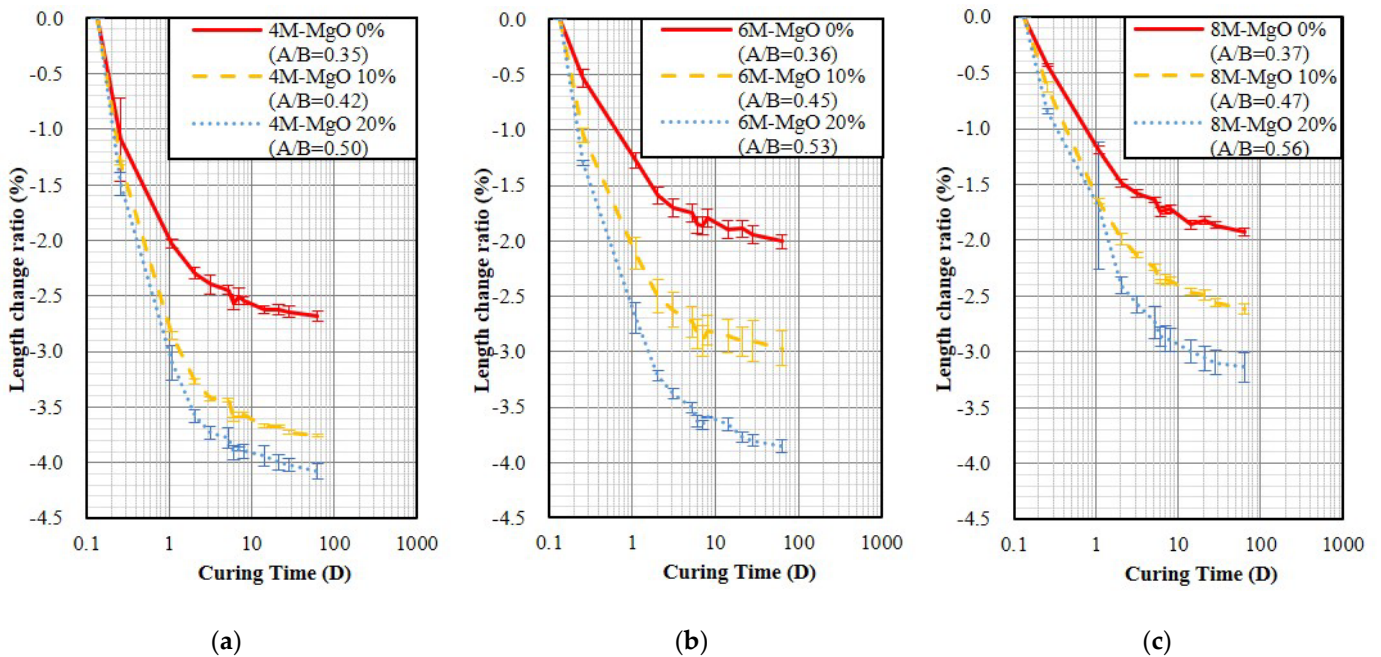 0.0
-0.5
-1.0
-1.5
-2.0
-2.5
-3.0
-3.5
-4.0
-4.5
Length change ratio (%)
4M-MgO 0%
(A/B=0.35)
4M-MgO 10%
(A/B=0.42)
4M-MgO 20%
(A/B=0.50)
0.1 1 10 100 1000
Curing Time (D)
(a)
0.0
-0.5
-1.0
-1.5
-2.0
-2.5
-3.0
-3.5
-4.0
-4.5
Length change ratio (%)
6M-MgO 0%
(A/B=0.36)
6M-MgO 10%
(A/B=0.45)
6M-MgO 20%
(A/B=0.53)
0.1 1 10 100 1000
Curing Time (D)
(b)
0.0
-0.5
-1.0
-1.5
-2.0
-2.5
-3.0
-3.5
-4.0
-4.5
Length change ratio (%)
8M-MgO 0%
(A/B=0.37)
8M-MgO 10%
(A/B=0.47)
8M-MgO 20%
(A/B=0.56)
0.1 1 10 100 1000
Curing Time (D)
(c)